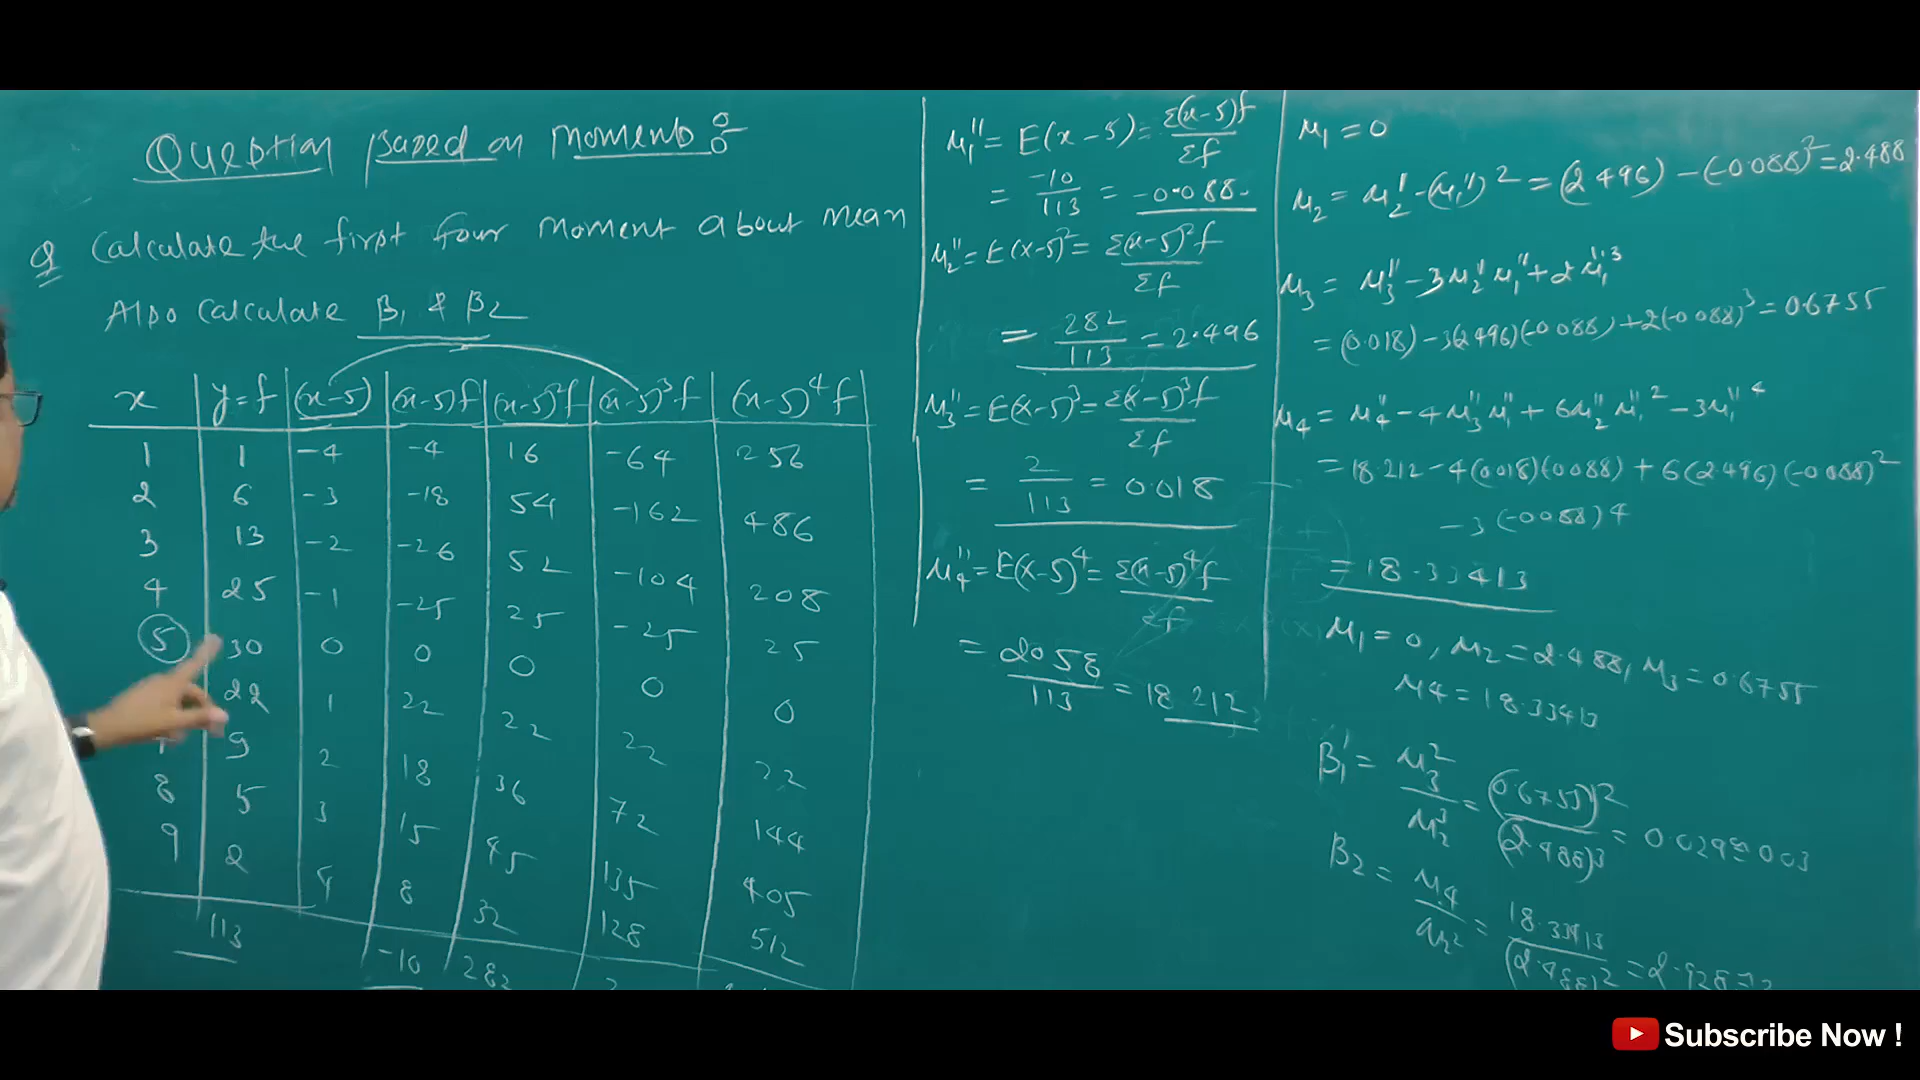 Question Based on Moments :-
Q Calculate the first four moment about mean
Also calculate β1 & β2
x | y=f | (x-5) | (x-5)f | (x-5)²f | (x-5)³f | (x-5)⁴f
1 | 1 | -4 | -4 | 16 | -64 | 256
2 | 6 | -3 | -18 | 54 | -162 | 486
3 | 13 | -2 | -26 | 52 | -104 | 208
4 | 25 | -1 | -25 | 25 | -25 | 25
5 | 30 | 0 | 0 | 0 | 0 | 0
22 | 1 | 22 | 22 | 22 | 22
9 | 2 | 18 | 36 | 72 | 144
8 | 5 | 3 | 15 | 45 | 135 | 405
9 | 2 | 4 | 8 | 32 | 128 | 512
113 | -10 | 282
μ1'' = E(x-5) = Σ(x-5)f / Σf
= -10/113 = -0.088
μ2'' = E(x-5)² = Σ(x-5)²f / Σf
= 282/113 = 2.496
μ3'' = E(x-5)³ = Σ(x-5)³f / Σf
= 2/113 = 0.018
μ4'' = E(x-5)⁴ = Σ(x-5)⁴f / Σf
= 2058/113 = 18.212
μ1 = 0
μ2 = μ2'' - (μ1'')² = (2.496) - (-0.088)² = 2.488
μ3 = μ3'' - 3μ2''μ1'' + 2μ1''³
= (0.018) - 3(2.496)(-0.088) + 2(-0.088)³ = 0.6755
μ4 = μ4'' - 4μ3''μ1'' + 6μ2''μ1''² - 3μ1''⁴
= 18.212 - 4(0.018)(0.088) + 6(2.496)(-0.088)²
- 3(-0.088)4
= 18.33413
μ1 = 0, μ2 = 2.488, μ3 = 0.6755
μ4 = 18.33413
β1 = μ3²/μ2³ = (0.6755)²/(2.488)³ = 0.029
β2 = μ4/μ2² = 18.33413/(2.488)²
Subscribe Now !